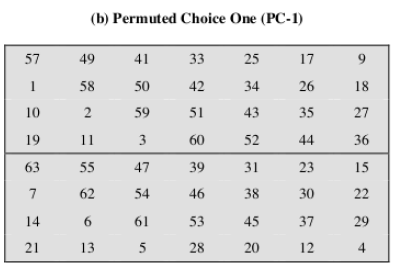 (b) Permuted Choice One (PC-1)
57 49 41 33 25 17 9
1 58 50 42 34 26 18
10 2 59 51 43 35 27
19 11 3 60 52 44 36
63 55 47 39 31 23 15
7 62 54 46 38 30 22
14 6 61 53 45 37 29
21 13 5 28 20 12 4